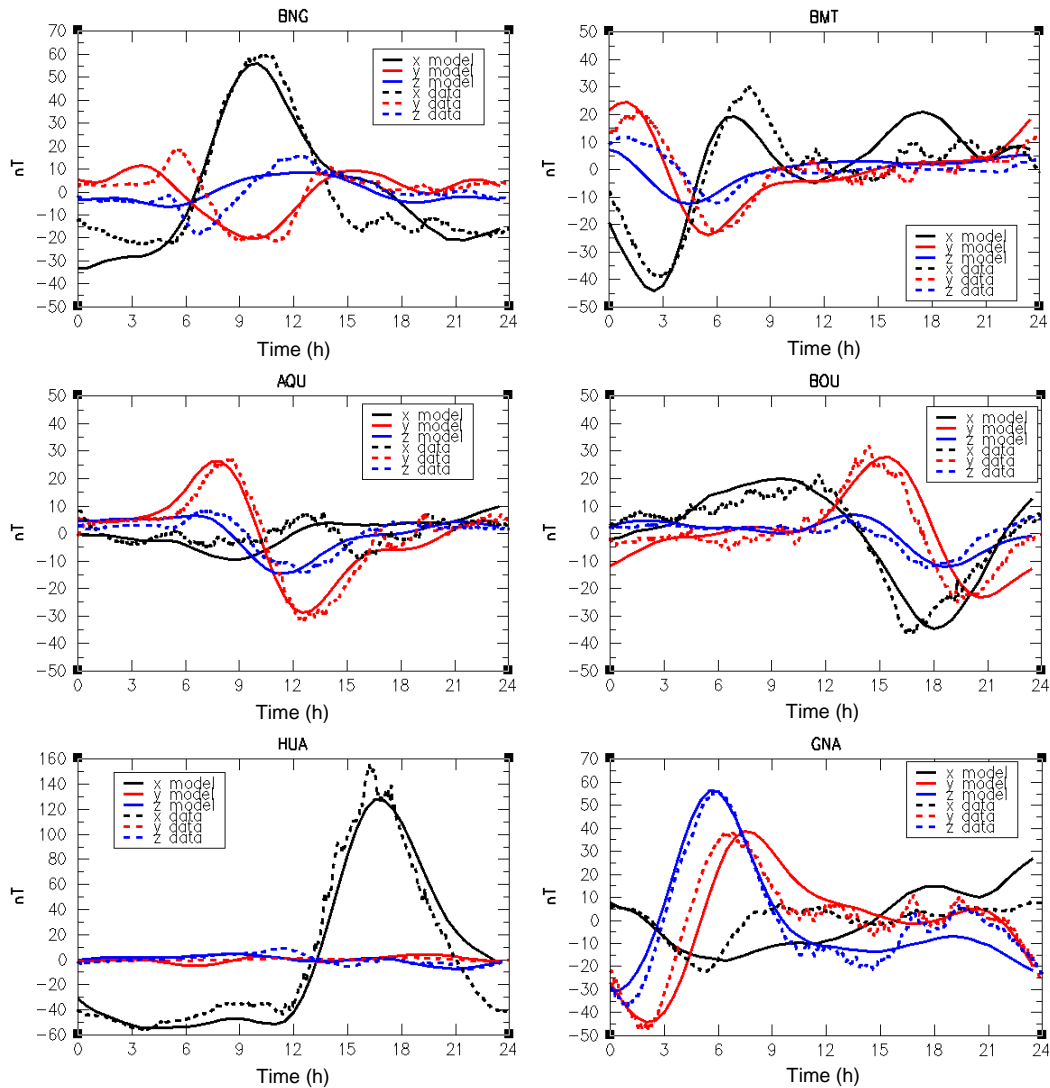 BNG
70
60
50
40
30
20
10
0
-10
-20
-30
-40
-50
nT
x model
y model
z model
x data
y data
z data
0 3 6 9 12 15 18 21 24
Time (h)
BMT
50
40
30
20
10
0
-10
-20
-30
-40
-50
nT
x model
y model
z model
x data
y data
z data
0 3 6 9 12 15 18 21 24
Time (h)
AQU
50
40
30
20
10
0
-10
-20
-30
-40
-50
nT
x model
y model
z model
x data
y data
z data
0 3 6 9 12 15 18 21 24
Time (h)
BOU
50
40
30
20
10
0
-10
-20
-30
-40
-50
nT
x model
y model
z model
x data
y data
z data
0 3 6 9 12 15 18 21 24
Time (h)
HUA
160
140
120
100
80
60
40
20
0
-20
-40
-60
nT
x model
y model
z model
x data
y data
z data
0 3 6 9 12 15 18 21 24
Time (h)
GNA
70
60
50
40
30
20
10
0
-10
-20
-30
-40
-50
nT
x model
y model
z model
x data
y data
z data
0 3 6 9 12 15 18 21 24
Time (h)